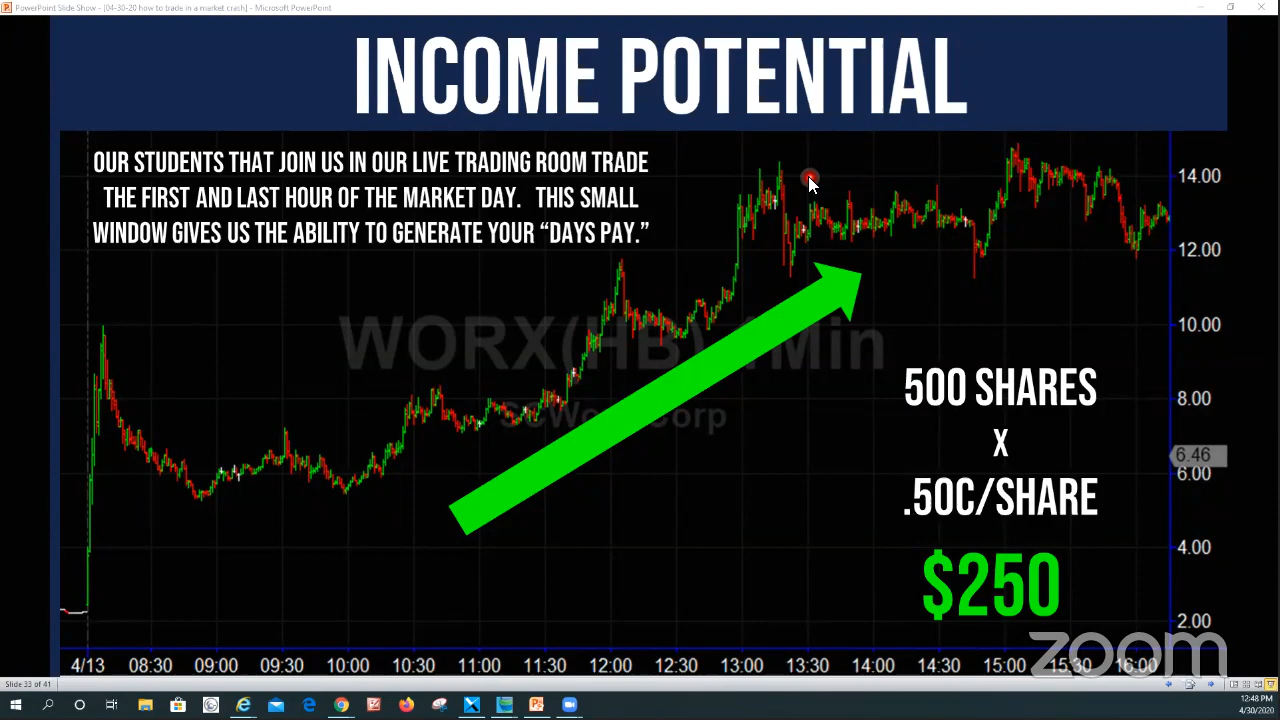 PowerPoint Slide Show - [04-30-20 how to trade in a market crash] - Microsoft PowerPoint
INCOME POTENTIAL
OUR STUDENTS THAT JOIN US IN OUR LIVE TRADING ROOM TRADE
THE FIRST AND LAST HOUR OF THE MARKET DAY. THIS SMALL
WINDOW GIVES US THE ABILITY TO GENERATE YOUR “DAYS PAY.”
14.00
12.00
10.00
WORX(HB) 1 Min
8.00
500 SHARES
X
6.46
6.00
.50C/SHARE
4.00
$250
2.00
zoom
4/13 08:30 09:00 09:30 10:00 10:30 11:00 11:30 12:00 12:30 13:00 13:30 14:00 14:30 15:00 15:30 16:00
Slide 33 of 41
12:48 PM
4/30/2020